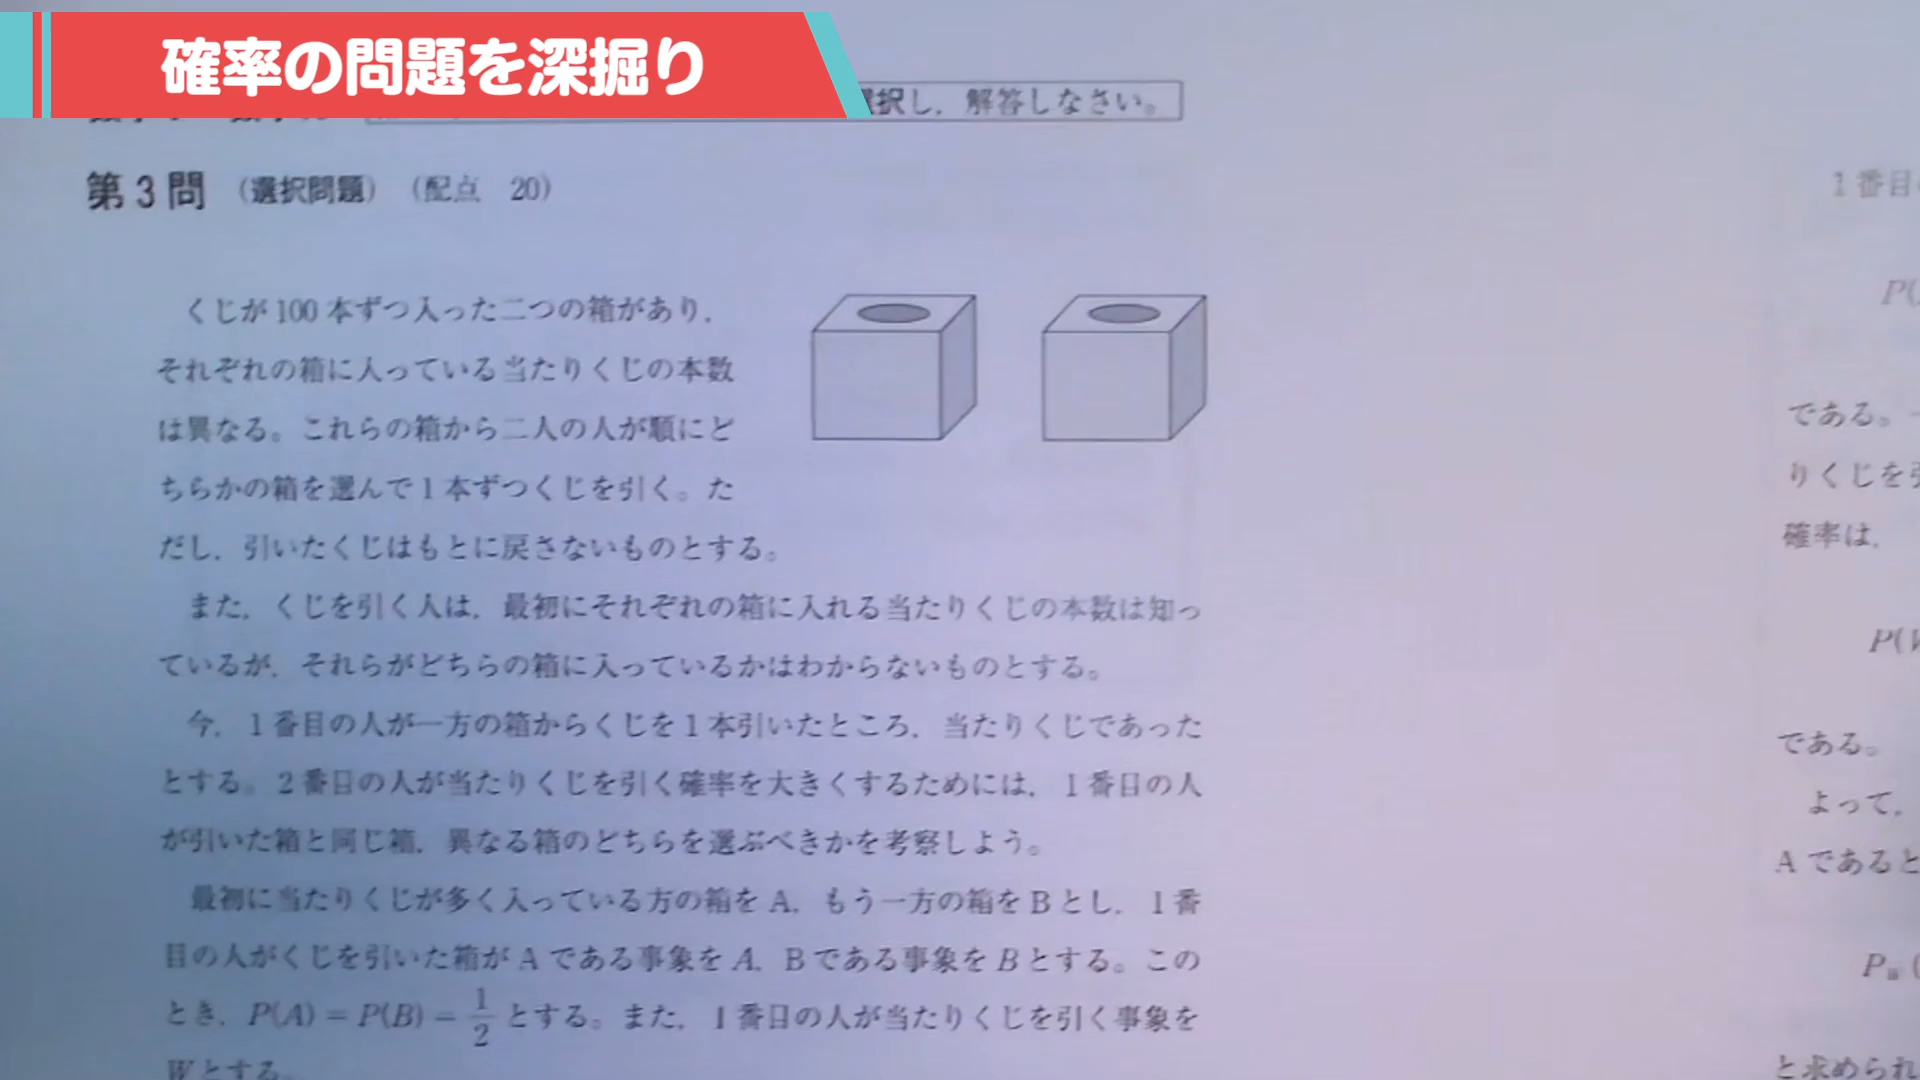 確率の問題を深掘り
選択し，解答しなさい。
第3問 (選択問題) (配点 20)
くじが100本ずつ入った二つの箱があり，
それぞれの箱に入っている当たりくじの本数
は異なる。これらの箱から二人の人が順にど
ちらかの箱を選んで1本ずつくじを引く。た
だし，引いたくじはもとに戻さないものとする。
また，くじを引く人は，最初にそれぞれの箱に入れる当たりくじの本数は知っ
ているが，それらがどちらの箱に入っているかはわからないものとする。
今，1番目の人が一方の箱からくじを1本引いたところ，当たりくじであった
とする。2番目の人が当たりくじを引く確率を大きくするためには，1番目の人
が引いた箱と同じ箱，異なる箱のどちらを選ぶべきかを考察しよう。
最初に当たりくじが多く入っている方の箱をA，もう一方の箱をBとし，1番
目の人がくじを引いた箱がAである事象をA，Bである事象をBとする。この
とき，P(A) = P(B) = 1/2 とする。また，1番目の人が当たりくじを引く事象を
Wとする。
1番目
P(
である。
りくじを引
確率は，
P(W
である。
よって，
Aであると
P_W (
と求められ